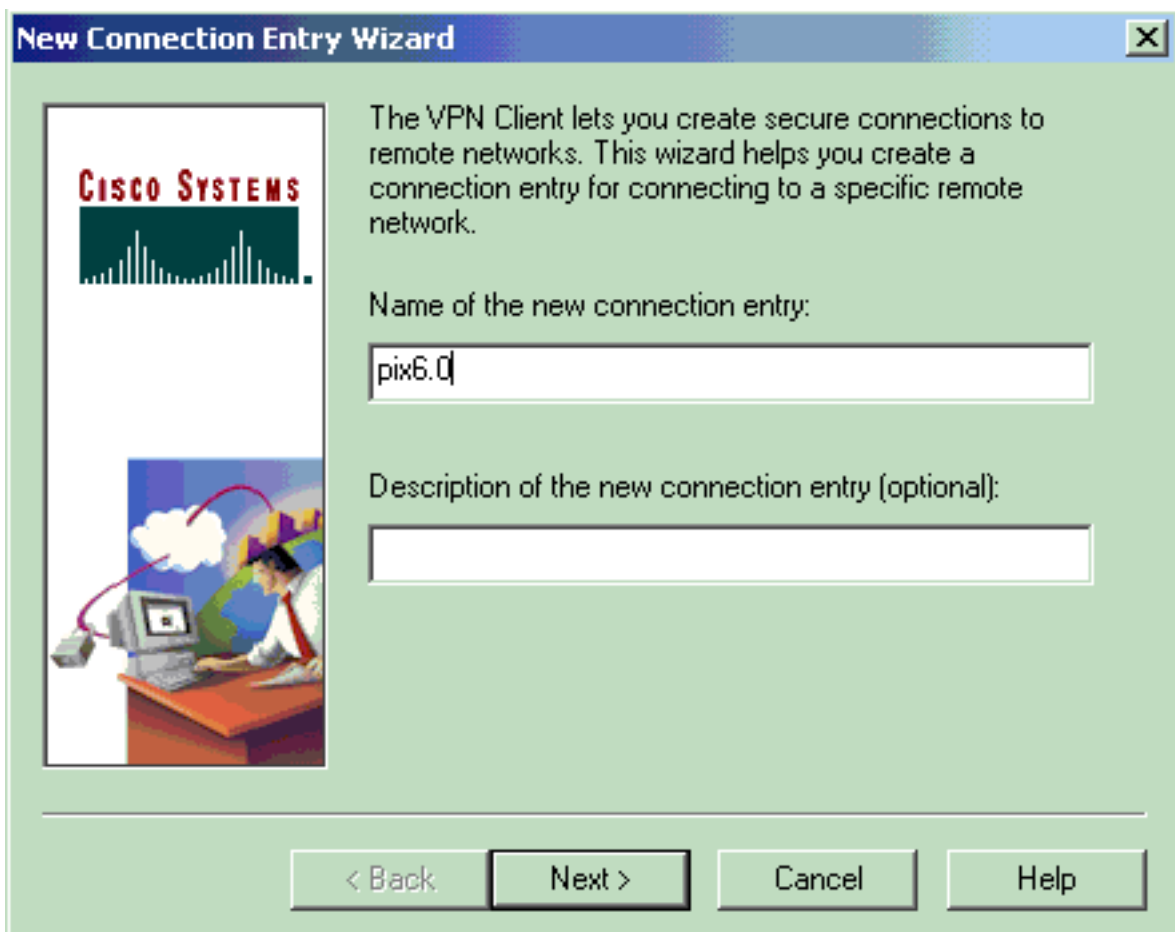 New Connection Entry Wizard
CISCO SYSTEMS
The VPN Client lets you create secure connections to
remote networks. This wizard helps you create a
connection entry for connecting to a specific remote
network.
Name of the new connection entry:
pix6.0
Description of the new connection entry (optional):
< Back
Next >
Cancel
Help